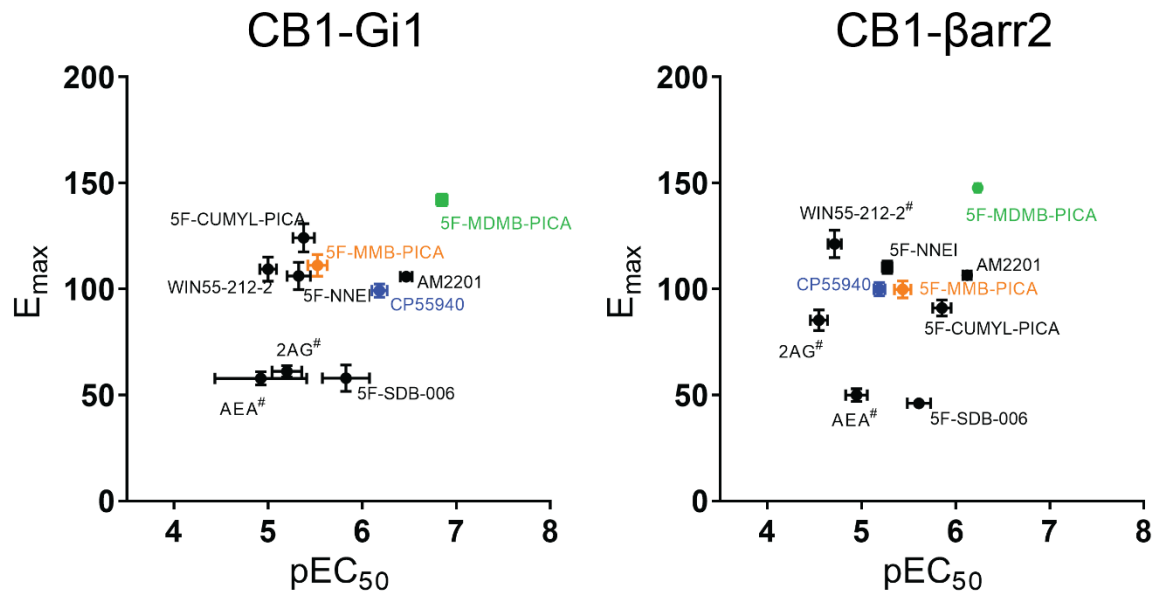 CB1-Gi1
200
150
100
50
0
Emax
5F-CUMYL-PICA
5F-MDMB-PICA
5F-MMB-PICA
WIN55-212-2
5F-NNEI
AM2201
CP55940
2AG#
AEA#
5F-SDB-006
4 5 6 7 8
pEC50
CB1-βarr2
200
150
100
50
0
Emax
WIN55-212-2#
5F-MDMB-PICA
5F-NNEI
AM2201
CP55940
5F-MMB-PICA
5F-CUMYL-PICA
2AG#
AEA#
5F-SDB-006
4 5 6 7 8
pEC50